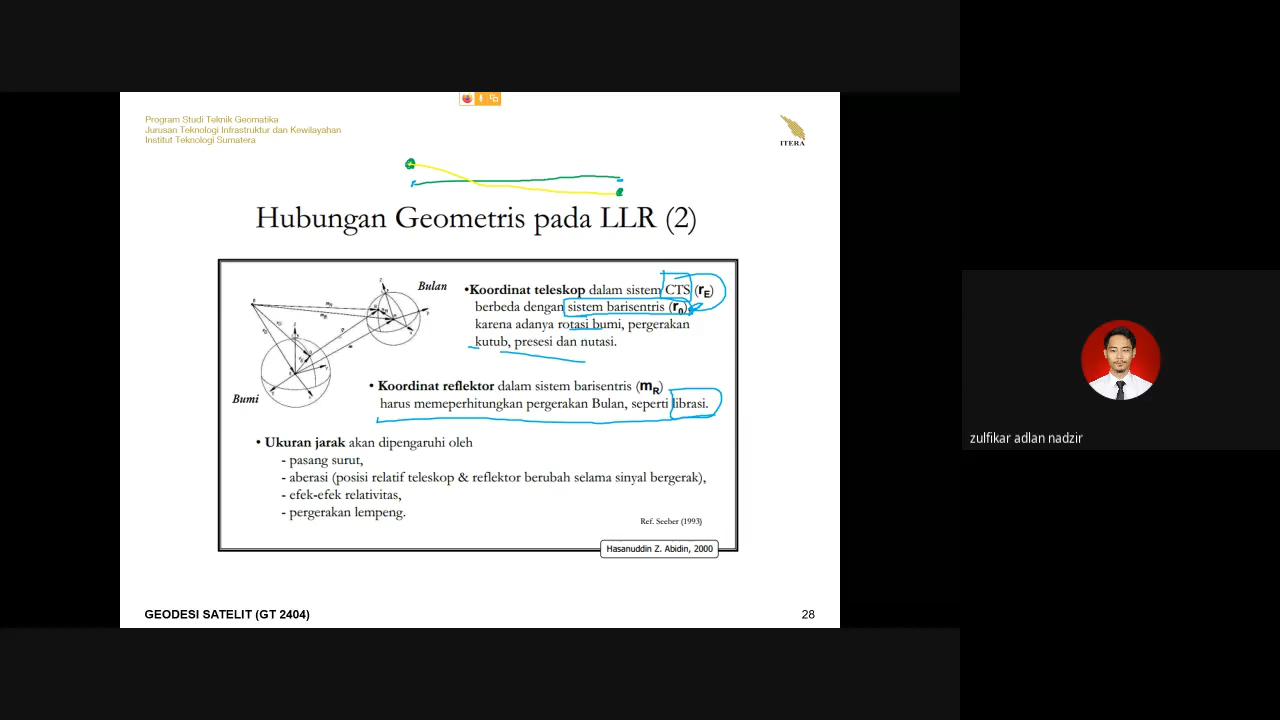 Program Studi Teknik Geomatika
Jurusan Teknologi Infrastruktur dan Kewilayahan
Institut Teknologi Sumatera
ITERA
Hubungan Geometris pada LLR (2)
Bulan
Bumi
•Koordinat teleskop dalam sistem CTS (rE)
berbeda dengan sistem barisentris (r0)
karena adanya rotasi bumi, pergerakan
kutub, presesi dan nutasi.
• Koordinat reflektor dalam sistem barisentris (mR)
harus memeperhitungkan pergerakan Bulan, seperti librasi.
• Ukuran jarak akan dipengaruhi oleh
- pasang surut,
- aberasi (posisi relatif teleskop & reflektor berubah selama sinyal bergerak),
- efek-efek relativitas,
- pergerakan lempeng.
Ref. Seeber (1993)
Hasanuddin Z. Abidin, 2000
GEODESI SATELIT (GT 2404)
28
zulfikar adlan nadzir